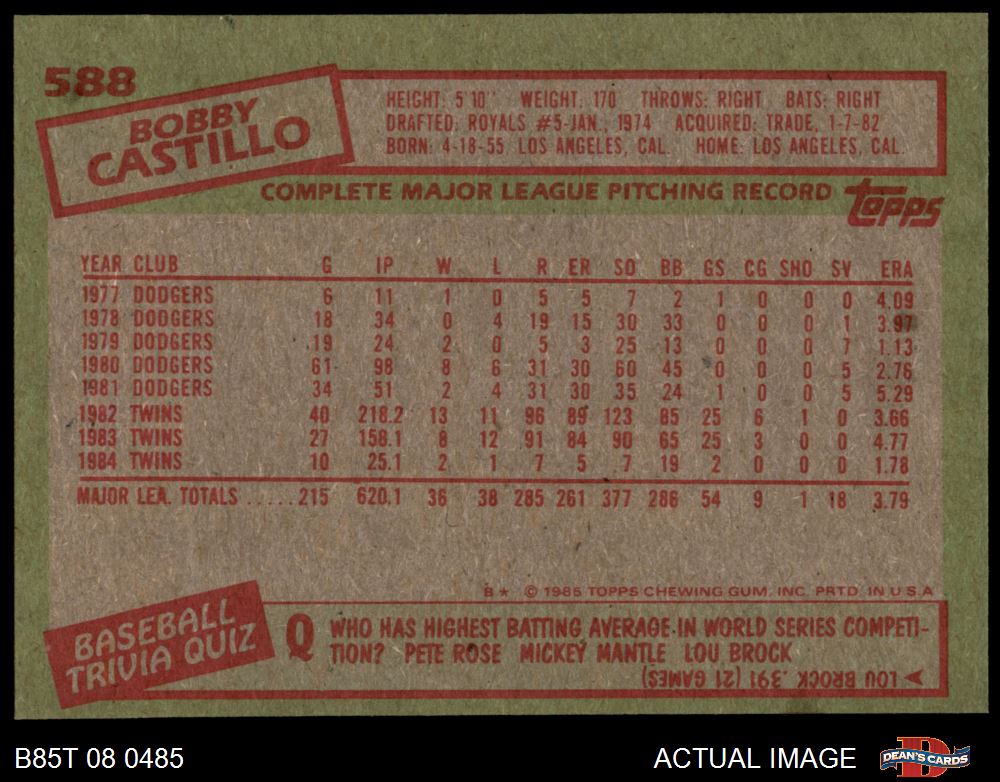 588
BOBBY
CASTILLO
HEIGHT: 5'10" WEIGHT: 170 THROWS: RIGHT BATS: RIGHT
DRAFTED: ROYALS #5-JAN., 1974 ACQUIRED: TRADE, 1-7-82
BORN: 4-18-55 LOS ANGELES, CAL. HOME: LOS ANGELES, CAL.
COMPLETE MAJOR LEAGUE PITCHING RECORD
topps
YEAR CLUB G IP W L R ER SO BB GS CG SHO SV ERA
1977 DODGERS 6 11 1 0 5 5 7 2 1 0 0 0 4.09
1978 DODGERS 18 34 0 4 19 15 30 33 0 0 0 1 3.97
1979 DODGERS 19 24 2 0 5 3 25 13 0 0 0 7 1.13
1980 DODGERS 61 98 8 6 31 30 60 45 0 0 0 5 2.76
1981 DODGERS 34 51 2 4 31 30 35 24 1 0 0 5 5.29
1982 TWINS 40 218.2 13 11 96 89 123 85 25 6 1 0 3.66
1983 TWINS 27 158.1 8 12 91 84 90 65 25 3 0 0 4.77
1984 TWINS 10 25.1 2 1 7 5 7 19 2 0 0 0 1.78
MAJOR LEA. TOTALS .....215 620.1 36 38 285 261 377 286 54 9 1 18 3.79
B★ © 1985 TOPPS CHEWING GUM, INC. PRTD. IN U.S.A
BASEBALL
TRIVIA QUIZ
Q WHO HAS HIGHEST BATTING AVERAGE IN WORLD SERIES COMPETI-
TION? PETE ROSE MICKEY MANTLE LOU BROCK
➤ LOU BROCK, .391 (21 GAMES)
B85T 08 0485
ACTUAL IMAGE
D
DEAN'S CARDS